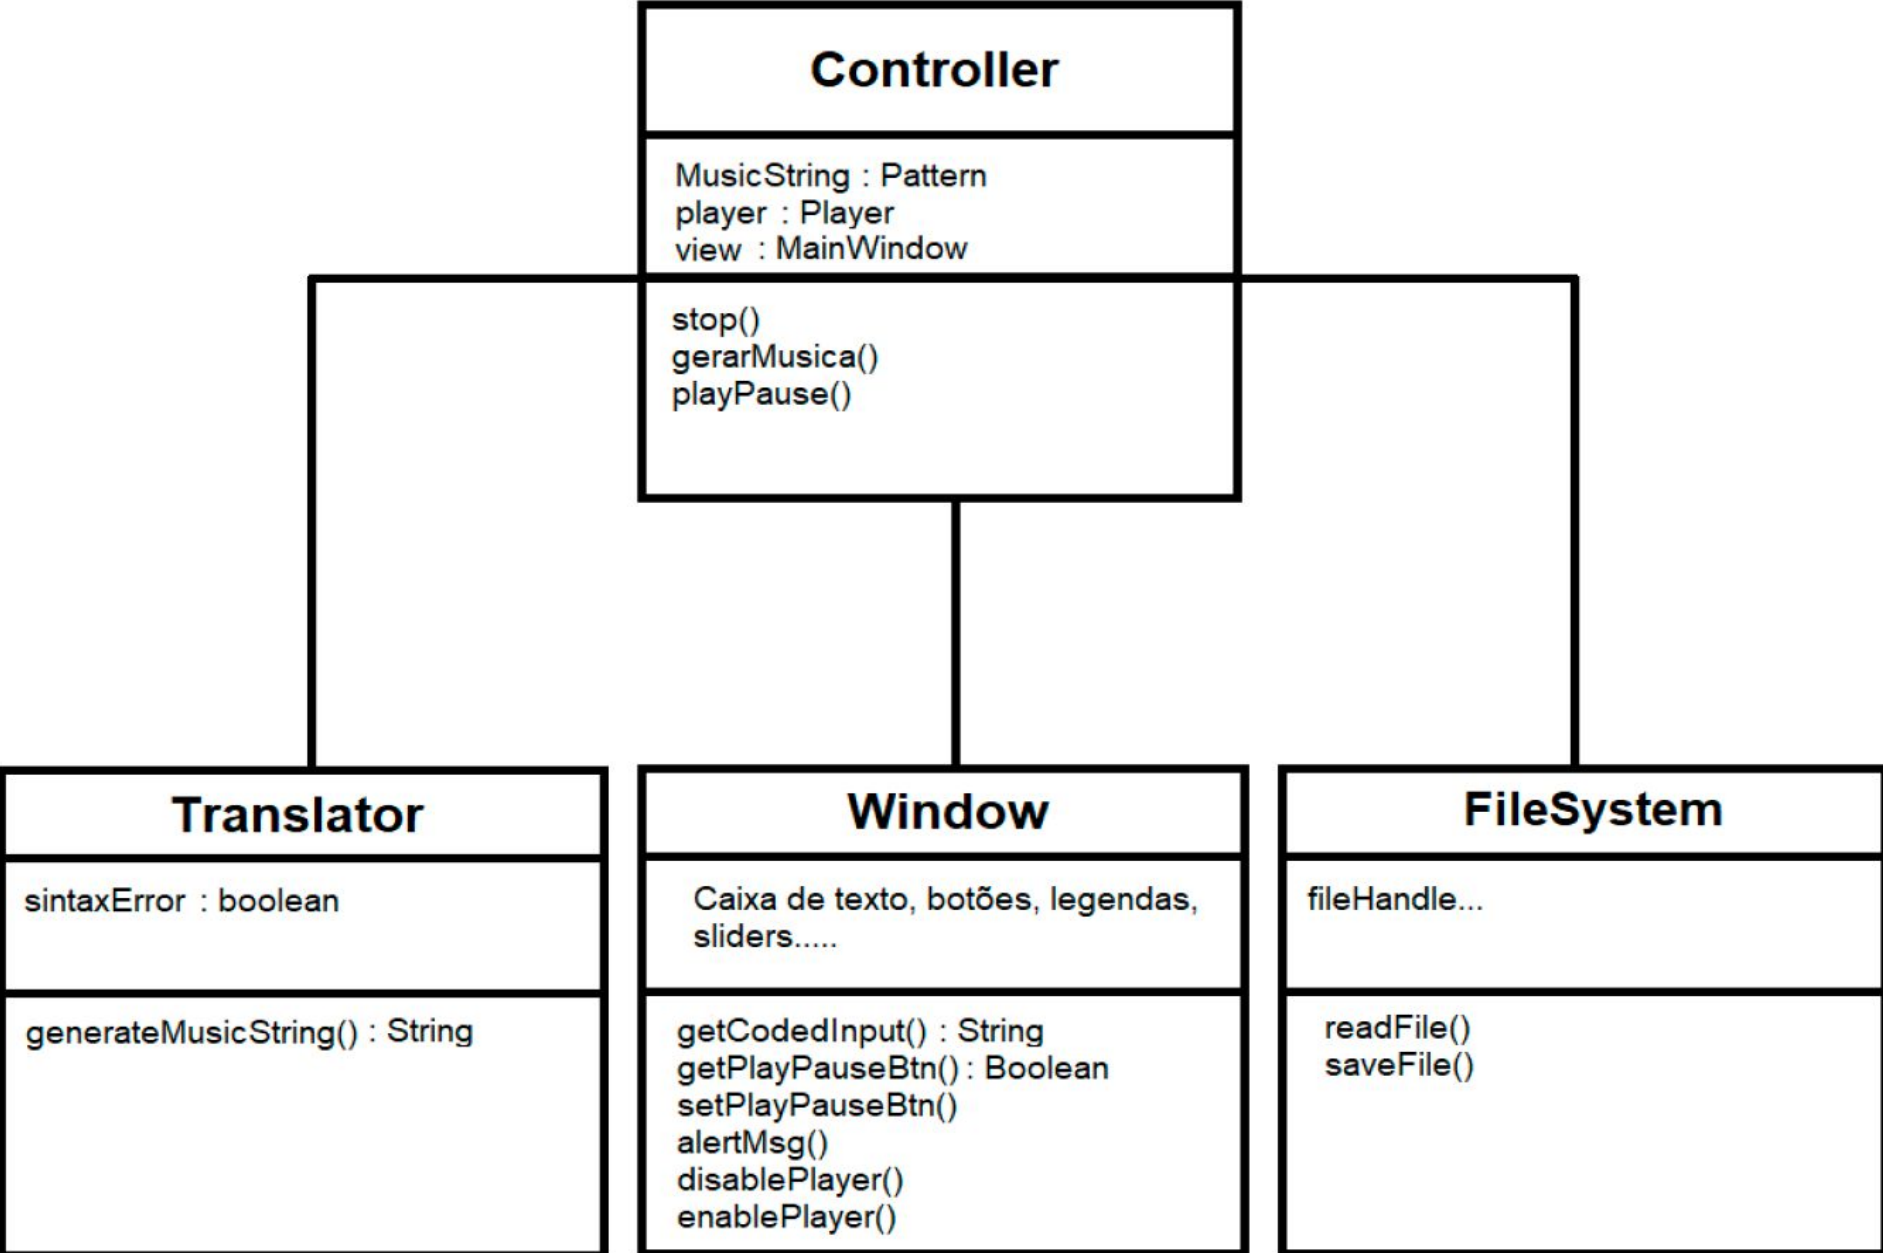 Controller
MusicString : Pattern
player : Player
view : MainWindow
stop()
gerarMusica()
playPause()
Translator
sintaxError : boolean
generateMusicString() : String
Window
Caixa de texto, botões, legendas,
sliders.....
getCodedInput() : String
getPlayPauseBtn() : Boolean
setPlayPauseBtn()
alertMsg()
disablePlayer()
enablePlayer()
FileSystem
fileHandle...
readFile()
saveFile()